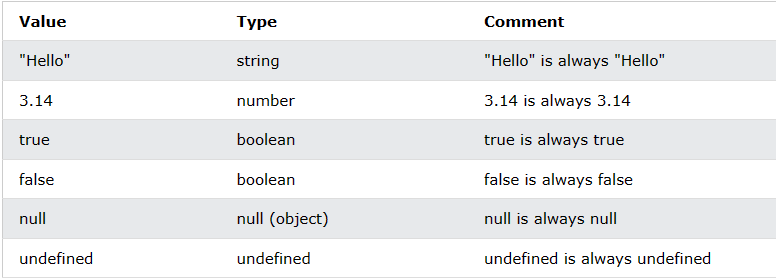 Value Type Comment
"Hello" string "Hello" is always "Hello"
3.14 number 3.14 is always 3.14
true boolean true is always true
false boolean false is always false
null null (object) null is always null
undefined undefined undefined is always undefined